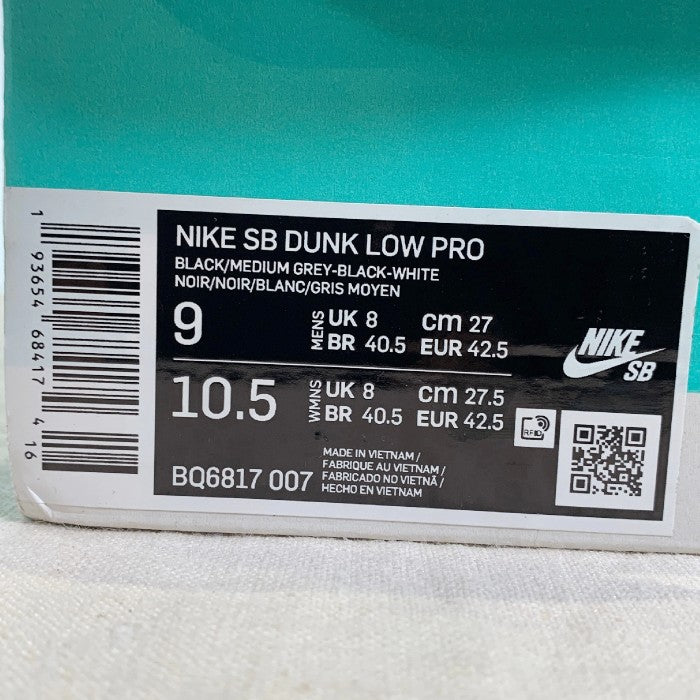 1 93654 68417 4 16
NIKE SB DUNK LOW PRO
BLACK/MEDIUM GREY-BLACK-WHITE
NOIR/NOIR/BLANC/GRIS MOYEN
9 MENS UK 8 cm 27
BR 40.5 EUR 42.5
10.5 WMNS UK 8 cm 27.5
BR 40.5 EUR 42.5
NIKE
SB
RFID
BQ6817 007
MADE IN VIETNAM /
FABRIQUE AU VIETNAM /
FABRICADO NO VIETNÃ /
HECHO EN VIETNAM